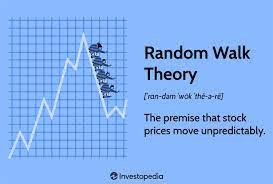 Random Walk
Theory
['ran-dəm 'wȯk 'thē-ə-rē]
The premise that stock
prices move unpredictably.
Investopedia